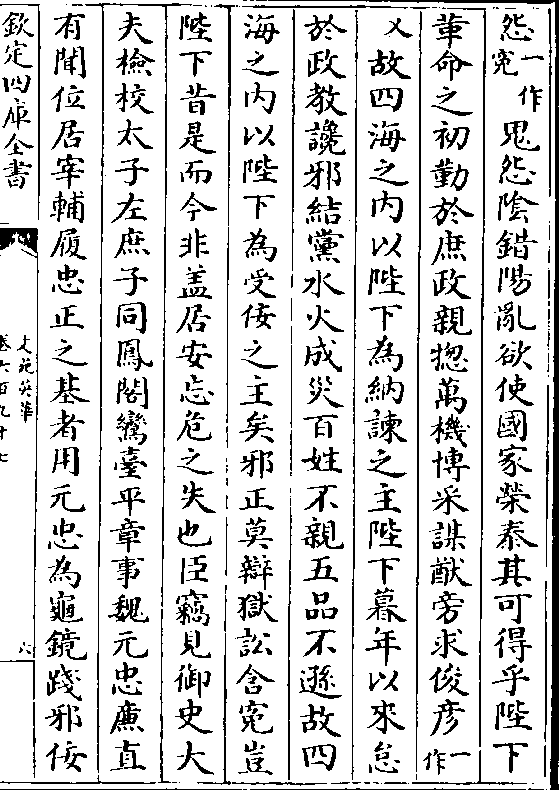 怨一作寃鬼怨陰錯陽亂欲使國家榮泰其可得乎陛下
革命之初勤於庶政親惣萬機博采謀猷旁求俊彦一作
乂故四海之内以陛下為納諫之主陛下暮年以來怠
於政教讒邪結黨水火成災百姓不親五品不遜故四
海之内以陛下為受佞之主矣邪正莫辯獄訟含寃豈
陛下昔是而今非盖居安忘危之失也臣竊見御史大
夫檢校太子左庶子同鳳閣鸞臺平章事魏元忠亷直
有聞位居宰輔履忠正之基者用元忠為龜鏡踐邪佞
欽定四庫全書
文苑英華
卷六百九十七
六